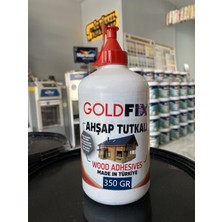 GOLDFIX
AHŞAP TUTKALI
WOOD ADHESIVES
MADE IN TÜRKİYE
350 GR